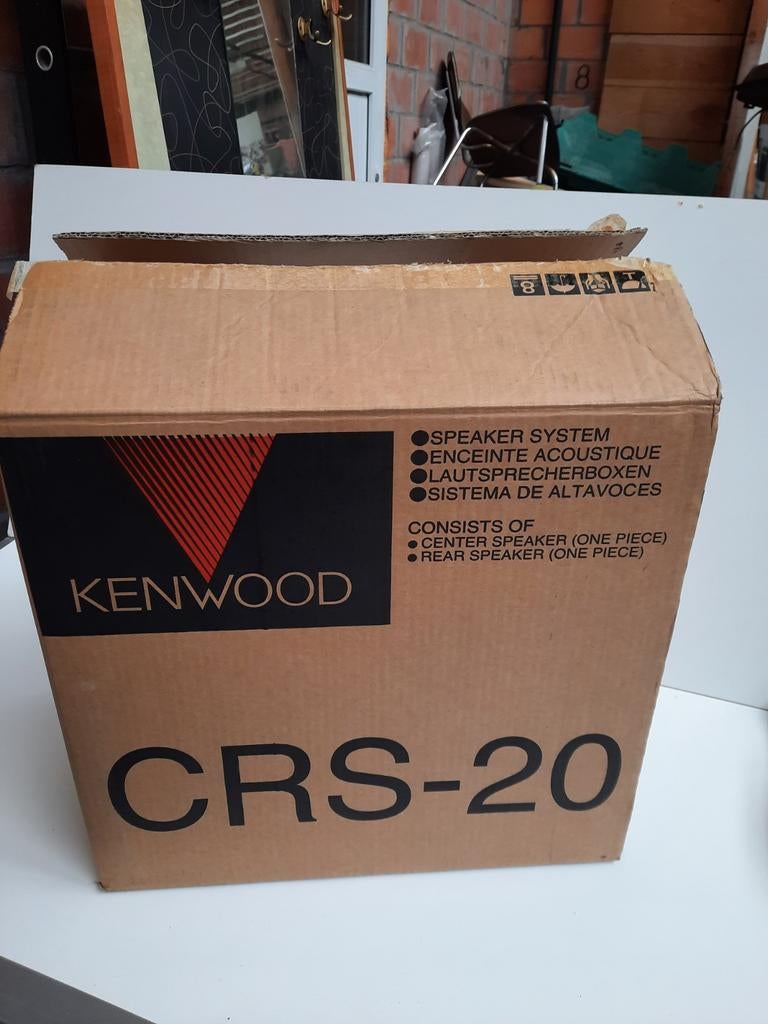 8
8
●SPEAKER SYSTEM
●ENCEINTE ACOUSTIQUE
●LAUTSPRECHERBOXEN
●SISTEMA DE ALTAVOCES
CONSISTS OF
● CENTER SPEAKER (ONE PIECE)
● REAR SPEAKER (ONE PIECE)
KENWOOD
CRS-20